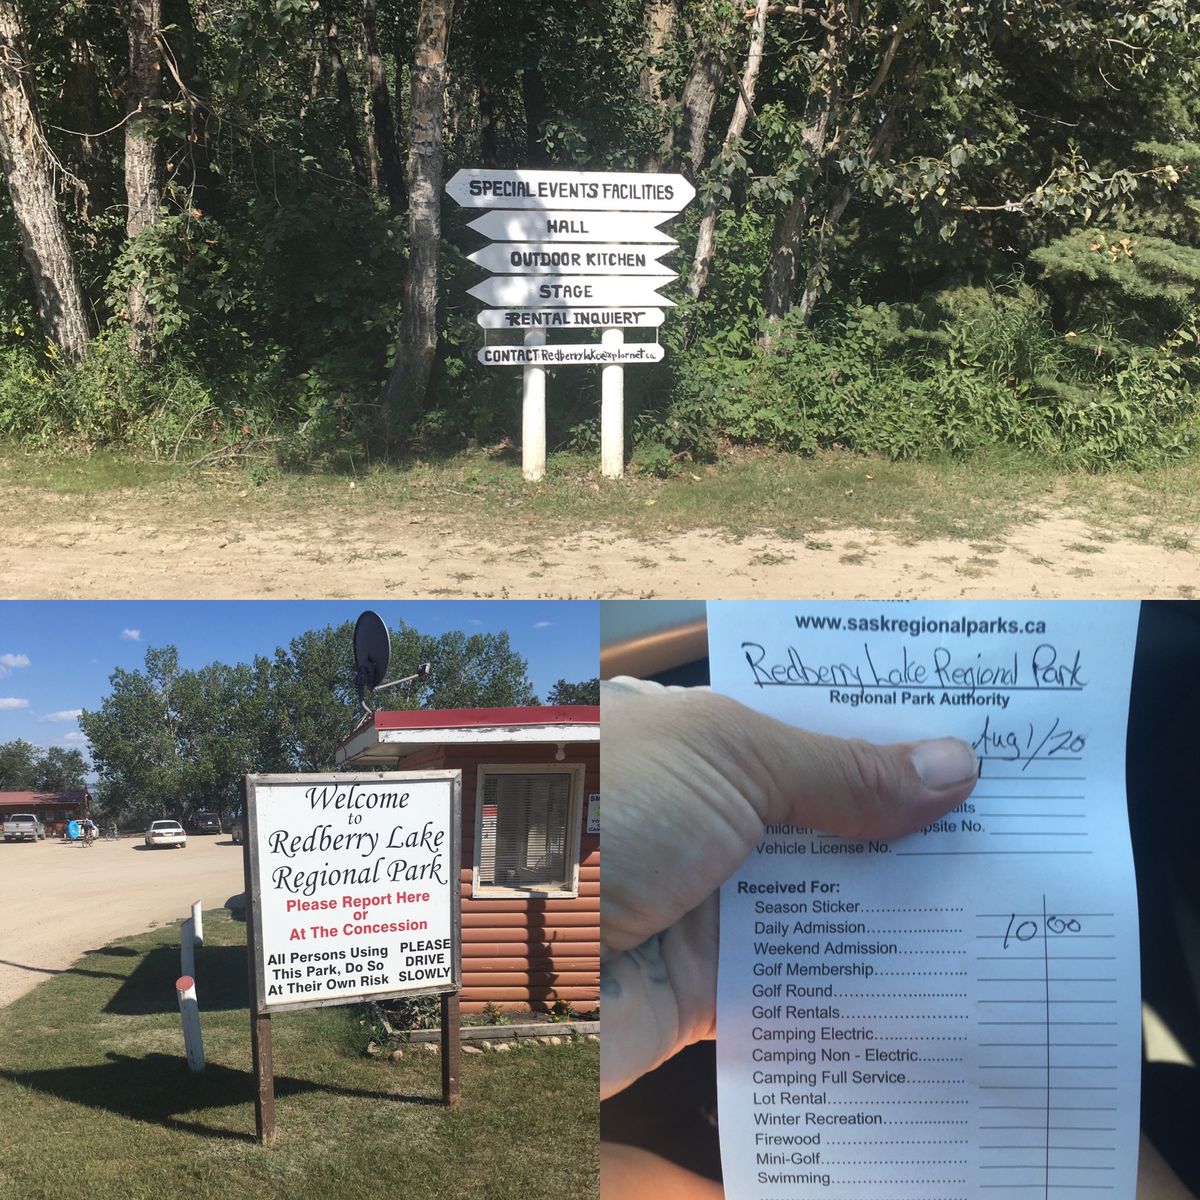 SPECIAL EVENTS FACILITIES
HALL
OUTDOOR KITCHEN
STAGE
RENTAL INQUIERY
CONTACT: Redberrylake@xplornet.ca
Welcome
to
Redberry Lake
Regional Park
Please Report Here
or
At The Concession
All Persons Using
This Park, Do So
At Their Own Risk
PLEASE
DRIVE
SLOWLY
www.saskregionalparks.ca
Redberry Lake Regional Park
Regional Park Authority
Aug 1/20
Children
No.
Vehicle License No.
Received For:
Season Sticker
Daily Admission 10 00
Weekend Admission
Golf Membership
Golf Round
Golf Rentals
Camping Electric
Camping Non - Electric
Camping Full Service
Lot Rental
Winter Recreation
Firewood
Mini-Golf
Swimming